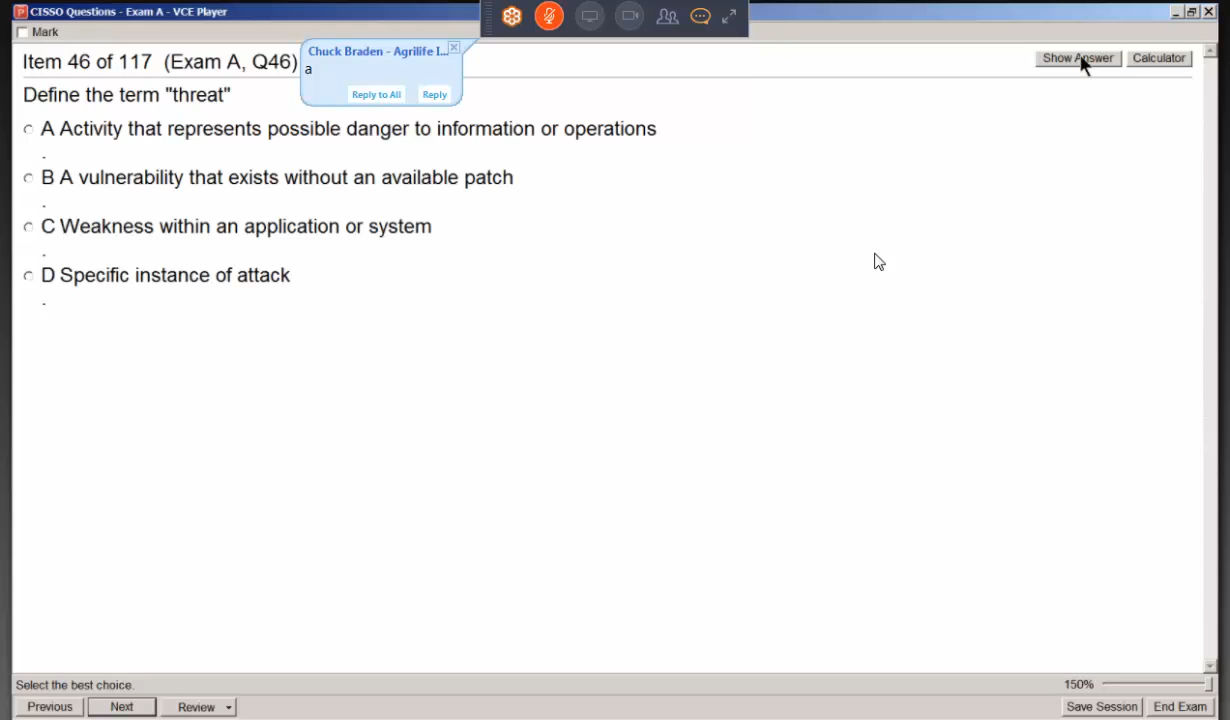 CISSO Questions - Exam A - VCE Player
Mark
Item 46 of 117 (Exam A, Q46)
Chuck Braden - Agrilife I...
a
Reply to All Reply
Show Answer Calculator
Define the term "threat"
A Activity that represents possible danger to information or operations
.
B A vulnerability that exists without an available patch
.
C Weakness within an application or system
.
D Specific instance of attack
.
Select the best choice.
150%
Previous Next Review
Save Session End Exam